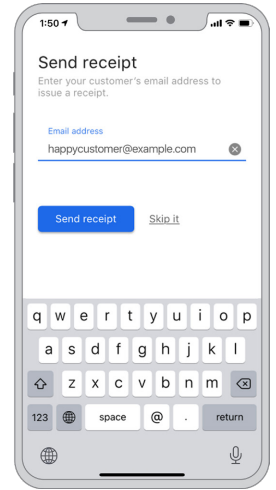 1:50
Send receipt
Enter your customer's email address to
issue a receipt.
Email address
happycustomer@example.com
Send receipt Skip it
q w e r t y u i o p
a s d f g h j k l
z x c v b n m
123 space @ . return